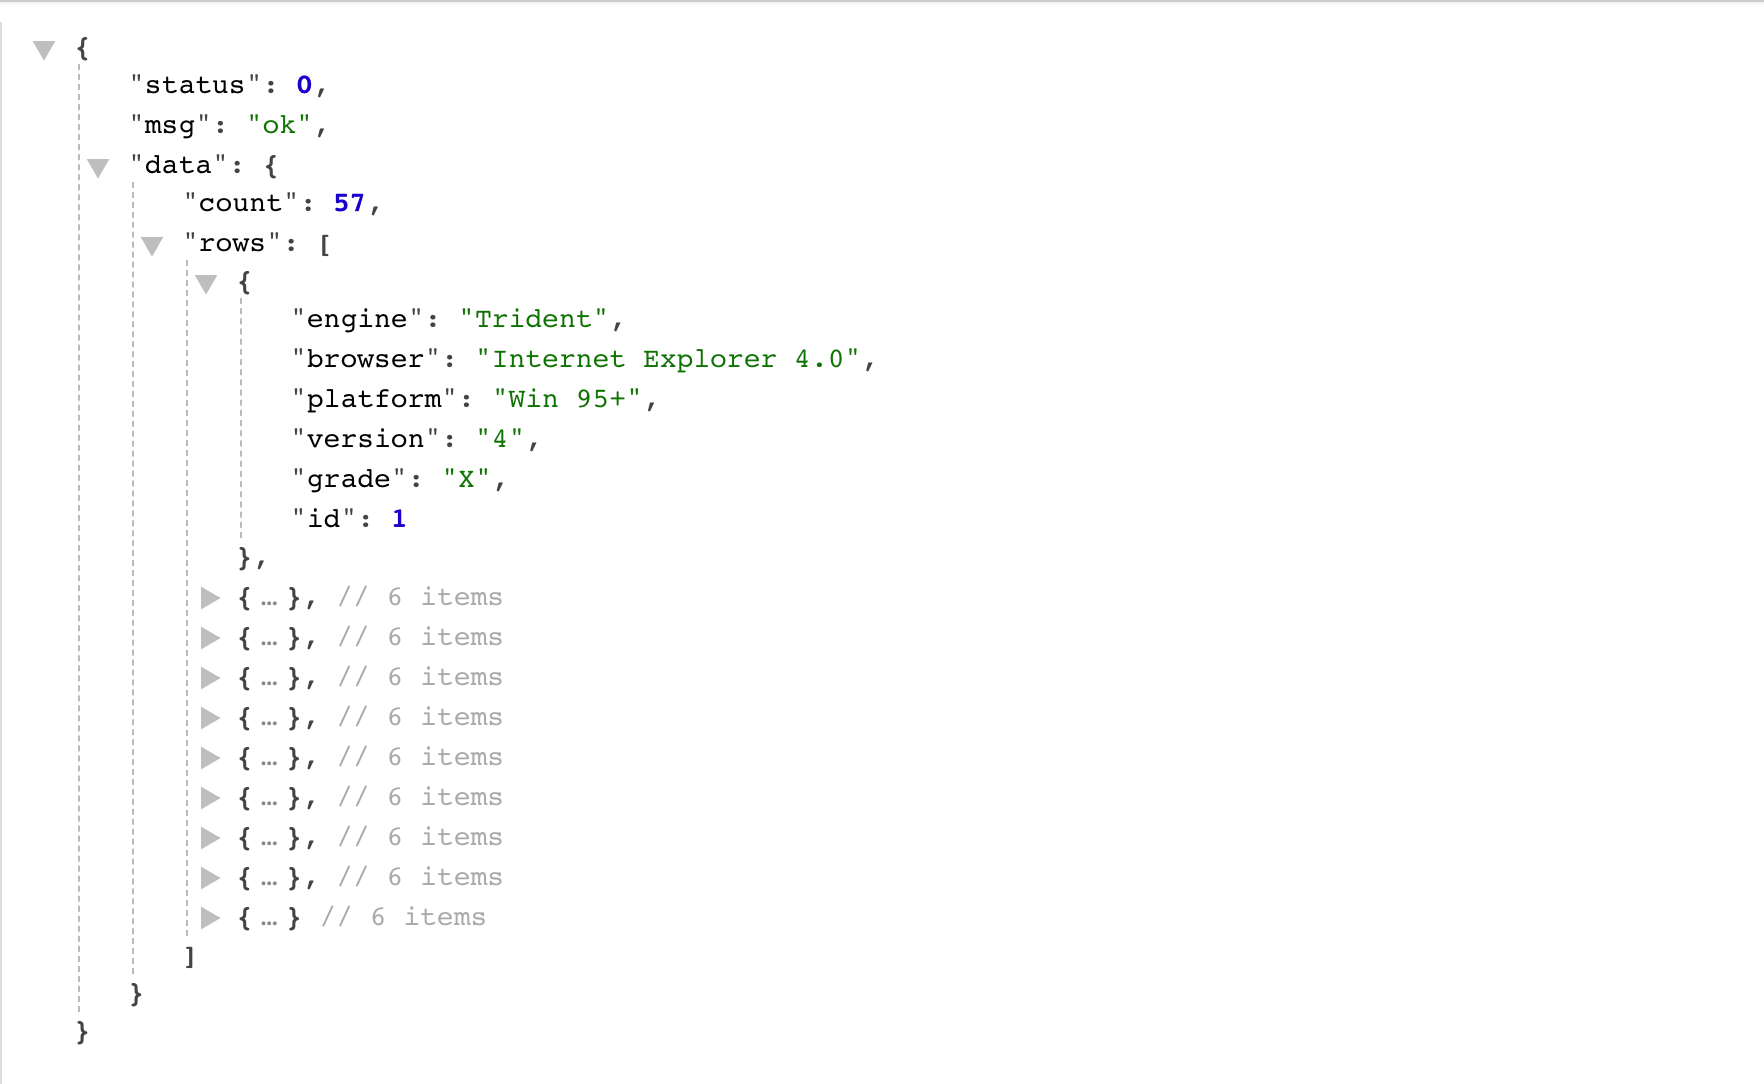 {
"status": 0,
"msg": "ok",
"data": {
"count": 57,
"rows": [
{
"engine": "Trident",
"browser": "Internet Explorer 4.0",
"platform": "Win 95+",
"version": "4",
"grade": "X",
"id": 1
},
{ … }, // 6 items
{ … }, // 6 items
{ … }, // 6 items
{ … }, // 6 items
{ … }, // 6 items
{ … }, // 6 items
{ … }, // 6 items
{ … }, // 6 items
{ … } // 6 items
]
}
}